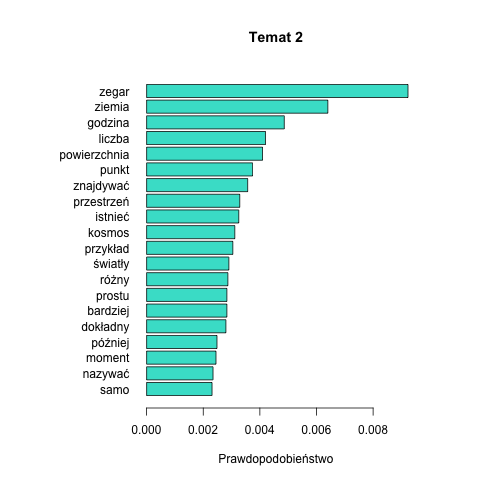 Temat 2
zegar
ziemia
godzina
liczba
powierzchnia
punkt
znajdywać
przestrzeń
istnieć
kosmos
przykład
światły
różny
prostu
bardziej
dokładny
później
moment
nazywać
samo
0.000 0.002 0.004 0.006 0.008
Prawdopodobieństwo